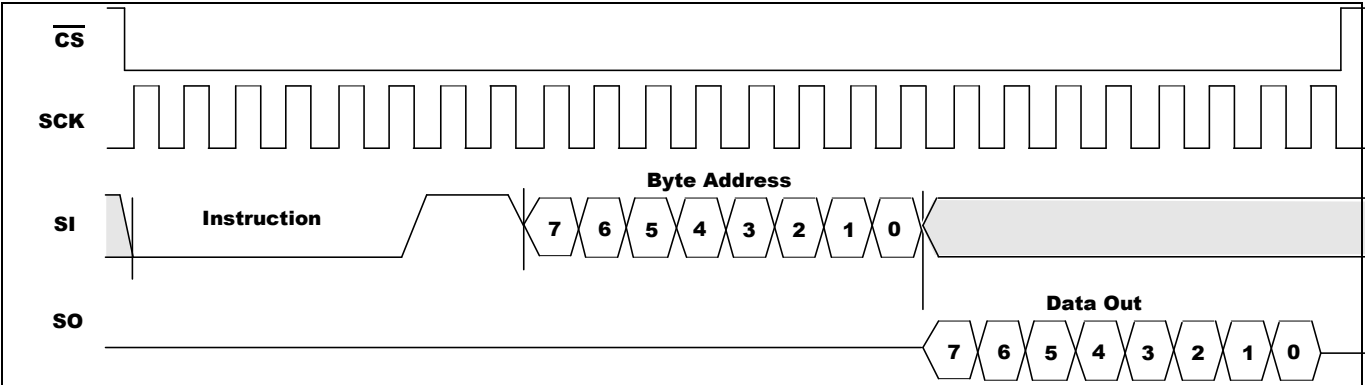 CS
SCK
Byte Address
SI Instruction 7 6 5 4 3 2 1 0
Data Out
SO
7 6 5 4 3 2 1 0